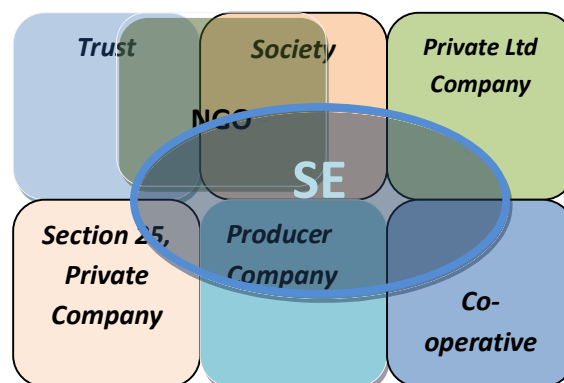 Trust
Society
Private Ltd
Company
NGO
SE
Section 25,
Private
Company
Producer
Company
Co-
operative